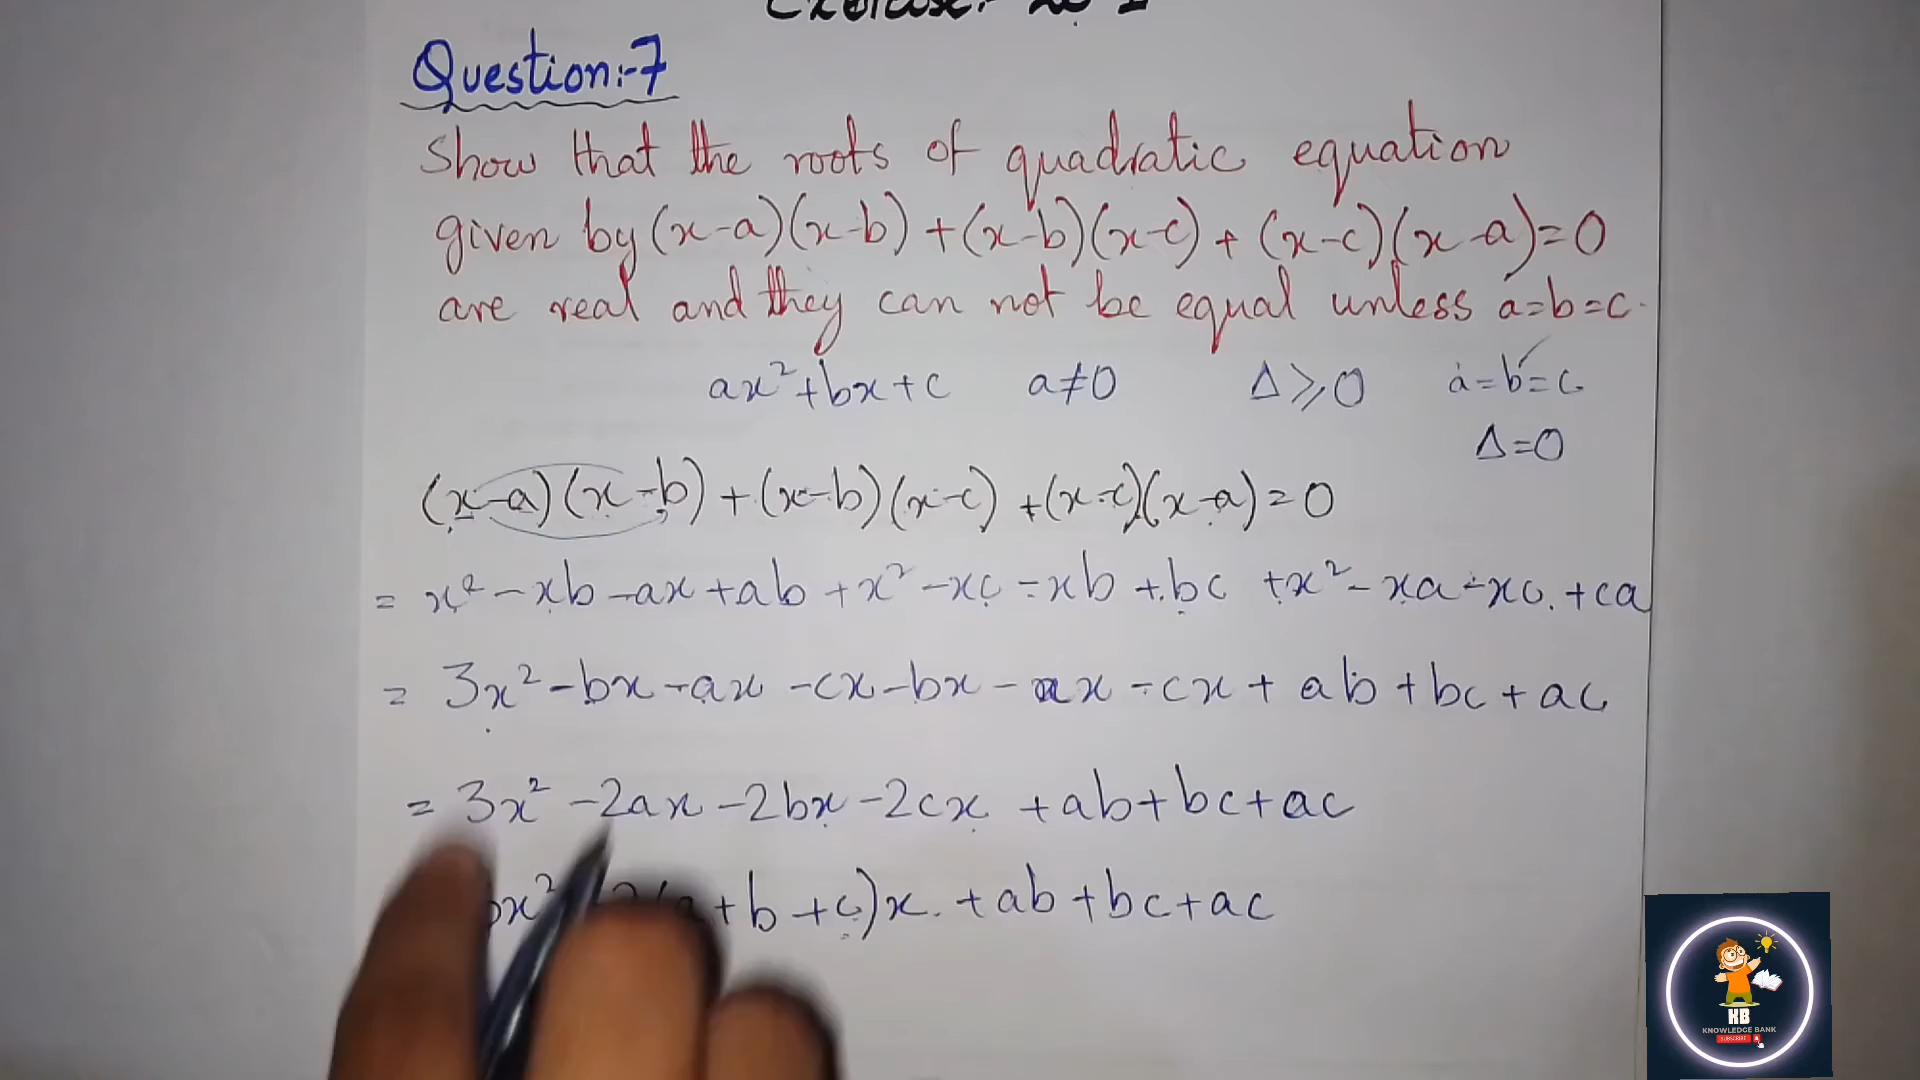 Question:-7
Show that the roots of quadratic equation
given by (x-a)(x-b)+(x-b)(x-c)+(x-c)(x-a)=0
are real and they can not be equal unless a=b=c.
ax²+bx+c a≠0 Δ⩾0 a=b=c
Δ=0
(x-a)(x-b)+(x-b)(x-c)+(x-c)(x-a)=0
= x²-xb-ax+ab+x²-xc-xb+bc+x²-xa-xc+ca
= 3x²-bx-ax-cx-bx-ax-cx+ab+bc+ac
= 3x²-2ax-2bx-2cx+ab+bc+ac
x² +b+c)x+ab+bc+ac
KB
KNOWLEDGE BANK
SUBSCRIBE